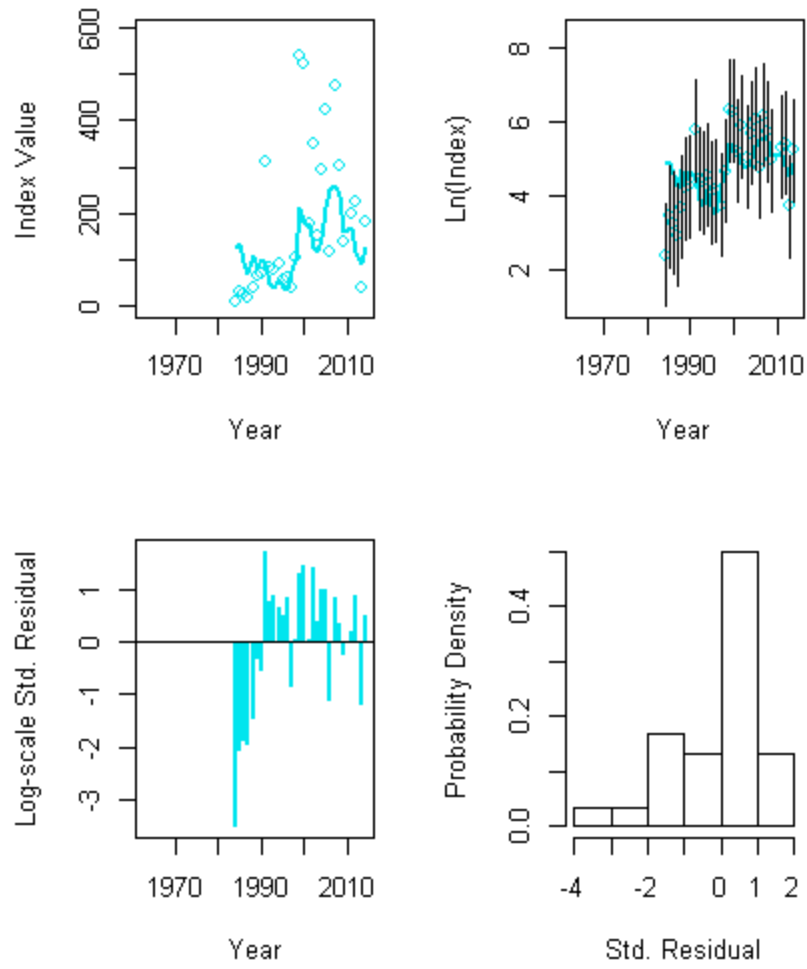 600
400
200
0
Index Value
1970 1990 2010
Year
8
6
4
2
Ln(Index)
1970 1990 2010
Year
1
0
-1
-2
-3
Log-scale Std. Residual
1970 1990 2010
Year
0.4
0.2
0.0
Probability Density
-4 -2 0 1 2
Std. Residual